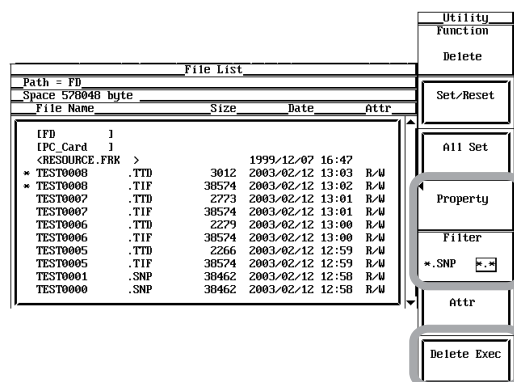 Utility
Function
Delete
File List
Path = FD
Space 578048 byte
File Name Size Date Attr
[FD ]
[PC_Card ]
<RESOURCE.FRK > 1999/12/07 16:47
* TEST0008 .TTD 3012 2003/02/12 13:03 R/W
* TEST0008 .TIF 38574 2003/02/12 13:02 R/W
TEST0007 .TTD 2773 2003/02/12 13:01 R/W
TEST0007 .TIF 38574 2003/02/12 13:01 R/W
TEST0006 .TTD 2279 2003/02/12 13:00 R/W
TEST0006 .TIF 38574 2003/02/12 13:00 R/W
TEST0005 .TTD 2266 2003/02/12 12:59 R/W
TEST0005 .TIF 38574 2003/02/12 12:59 R/W
TEST0001 .SNP 38462 2003/02/12 12:58 R/W
TEST0000 .SNP 38462 2003/02/12 12:58 R/W
Set/Reset
All Set
Property
Filter
*.SNP *.*
Attr
Delete Exec